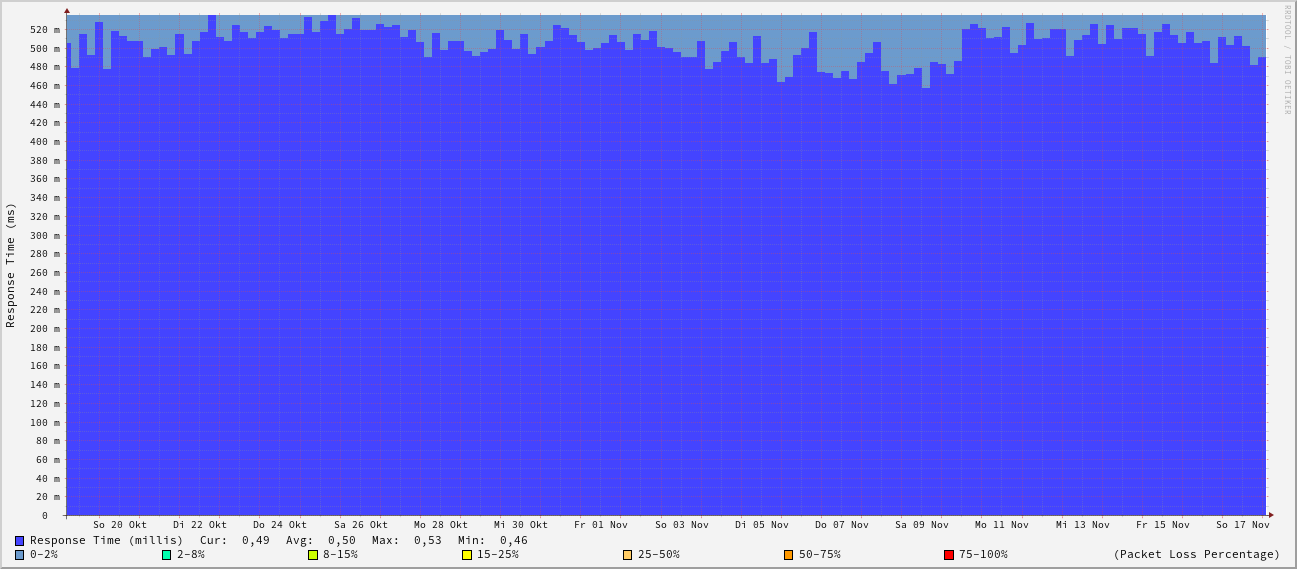 RRDTOOL / TOBI OETIKER
Response Time (ms)
520 m
500 m
480 m
460 m
440 m
420 m
400 m
380 m
360 m
340 m
320 m
300 m
280 m
260 m
240 m
220 m
200 m
180 m
160 m
140 m
120 m
100 m
80 m
60 m
40 m
20 m
0
So 20 Okt Di 22 Okt Do 24 Okt Sa 26 Okt Mo 28 Okt Mi 30 Okt Fr 01 Nov So 03 Nov Di 05 Nov Do 07 Nov Sa 09 Nov Mo 11 Nov Mi 13 Nov Fr 15 Nov So 17 Nov
Response Time (millis) Cur: 0,49 Avg: 0,50 Max: 0,53 Min: 0,46
0-2% 2-8% 8-15% 15-25% 25-50% 50-75% 75-100% (Packet Loss Percentage)